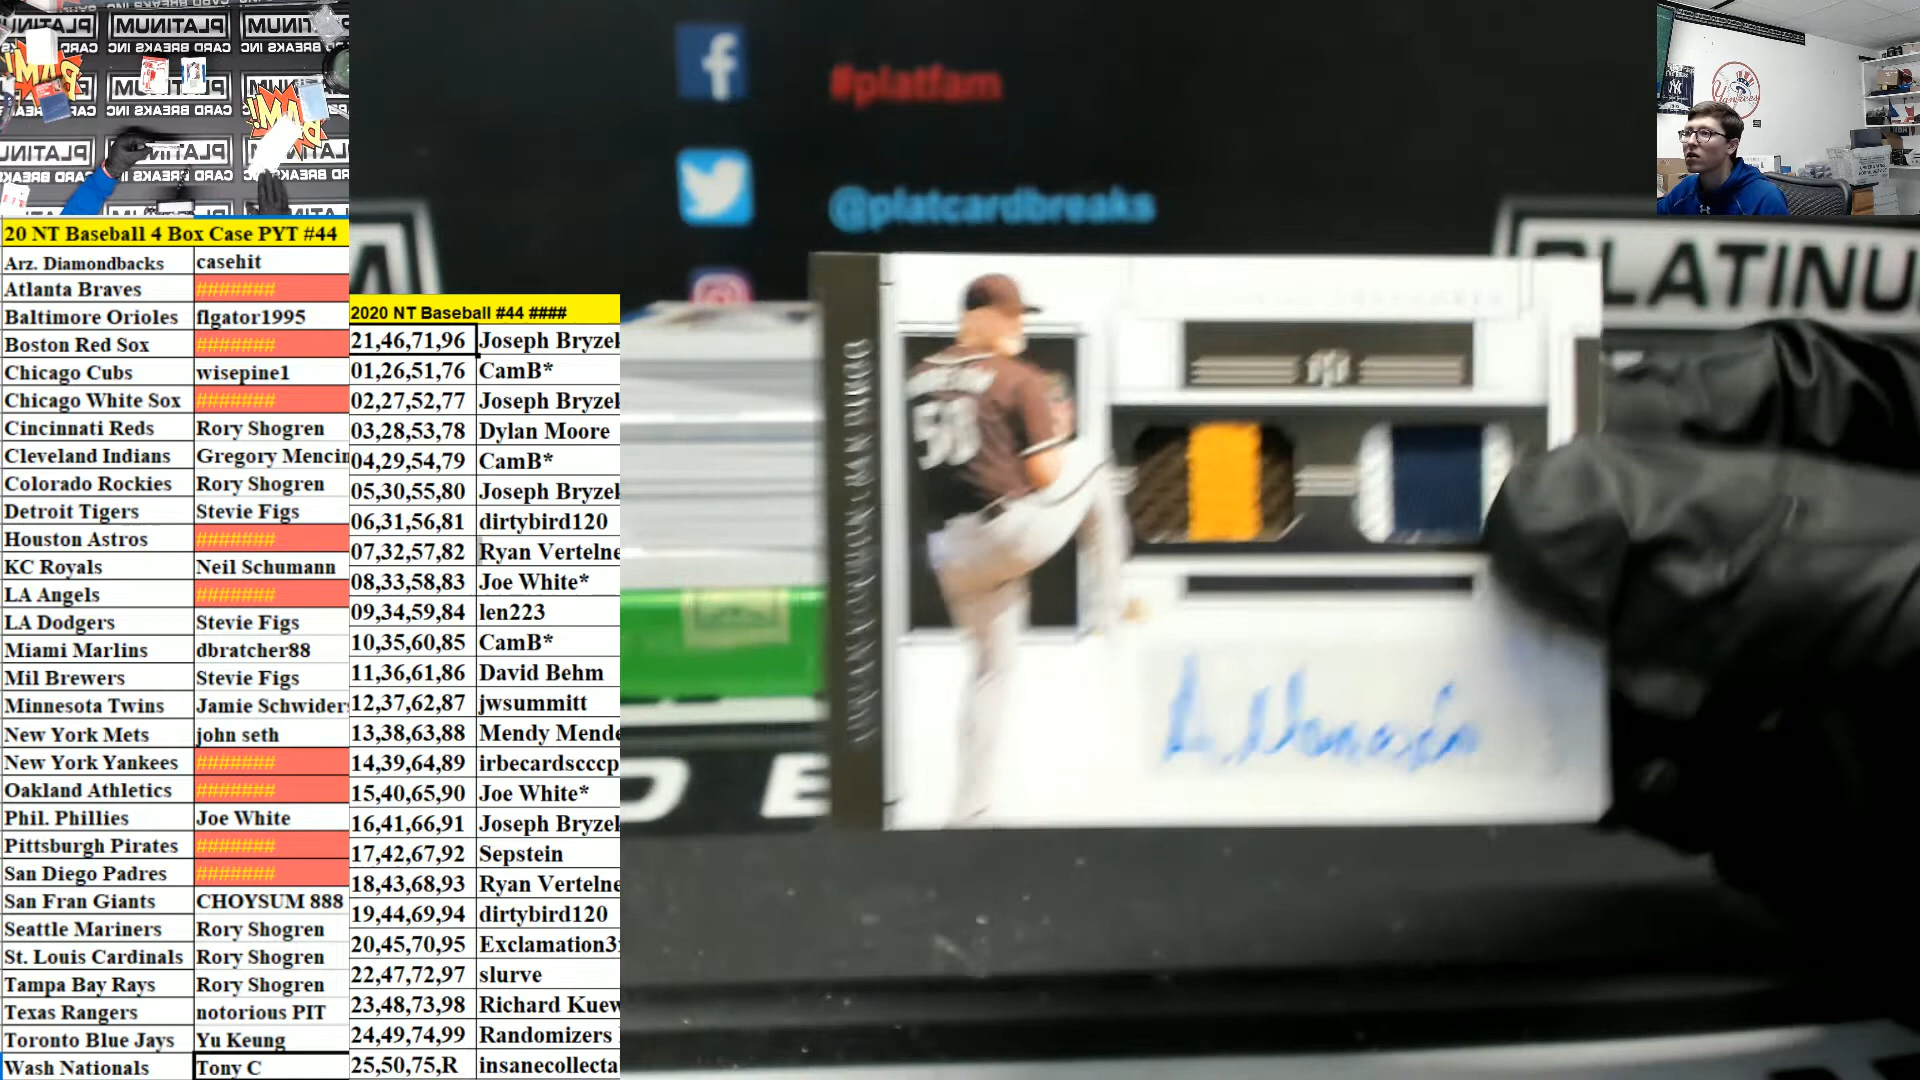 #platfam
@platcardbreaks
PLATINUM
CARD BREAKS INC
BAM!
Yankees
PLATINU
20 NT Baseball 4 Box Case PYT #44
Arz. Diamondbacks casehit
Atlanta Braves #######
Baltimore Orioles flgator1995
Boston Red Sox #######
Chicago Cubs wisepine1
Chicago White Sox #######
Cincinnati Reds Rory Shogren
Cleveland Indians Gregory Mencin
Colorado Rockies Rory Shogren
Detroit Tigers Stevie Figs
Houston Astros #######
KC Royals Neil Schumann
LA Angels #######
LA Dodgers Stevie Figs
Miami Marlins dbratcher88
Mil Brewers Stevie Figs
Minnesota Twins Jamie Schwider
New York Mets john seth
New York Yankees #######
Oakland Athletics #######
Phil. Phillies Joe White
Pittsburgh Pirates #######
San Diego Padres #######
San Fran Giants CHOYSUM 888
Seattle Mariners Rory Shogren
St. Louis Cardinals Rory Shogren
Tampa Bay Rays Rory Shogren
Texas Rangers notorious PIT
Toronto Blue Jays Yu Keung
Wash Nationals Tony C
2020 NT Baseball #44 ####
21,46,71,96 Joseph Bryzek
01,26,51,76 CamB*
02,27,52,77 Joseph Bryzek
03,28,53,78 Dylan Moore
04,29,54,79 CamB*
05,30,55,80 Joseph Bryzek
06,31,56,81 dirtybird120
07,32,57,82 Ryan Vertelne
08,33,58,83 Joe White*
09,34,59,84 len223
10,35,60,85 CamB*
11,36,61,86 David Behm
12,37,62,87 jwsummitt
13,38,63,88 Mendy Mende
14,39,64,89 irbecardscccp
15,40,65,90 Joe White*
16,41,66,91 Joseph Bryzek
17,42,67,92 Sepstein
18,43,68,93 Ryan Vertelne
19,44,69,94 dirtybird120
20,45,70,95 Exclamation3
22,47,72,97 slurve
23,48,73,98 Richard Kuew
24,49,74,99 Randomizers
25,50,75,R insanecollecta